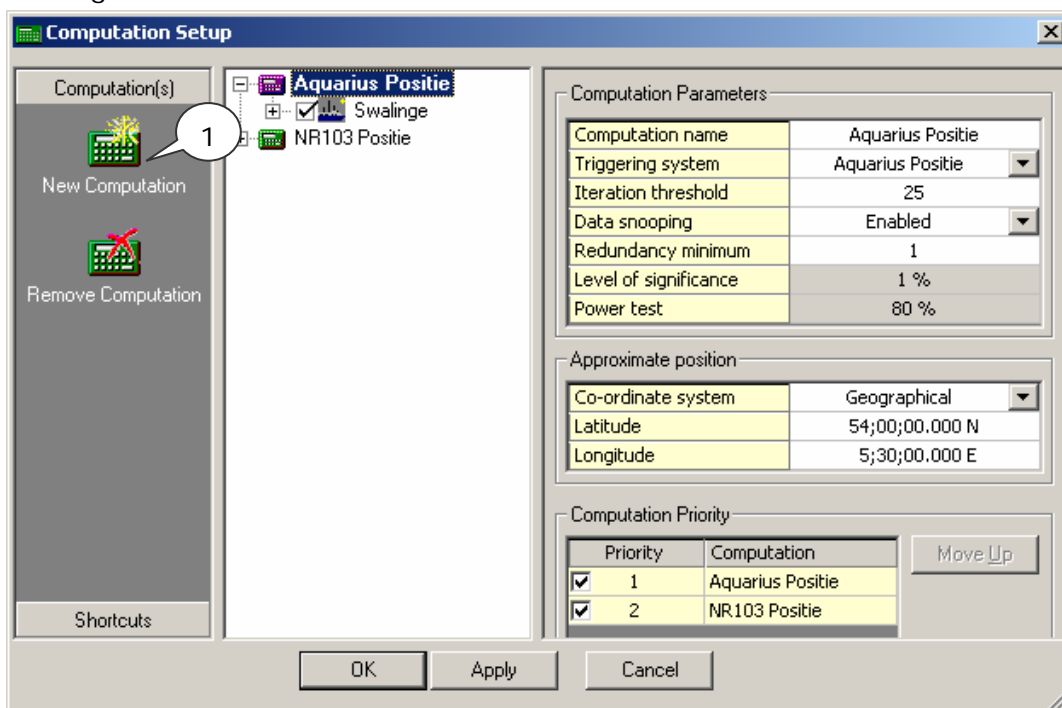 Computation Setup
Computation(s)
New Computation
Remove Computation
Shortcuts
1
Aquarius Positie
Swalinge
NR103 Positie
Computation Parameters
Computation name Aquarius Positie
Triggering system Aquarius Positie
Iteration threshold 25
Data snooping Enabled
Redundancy minimum 1
Level of significance 1 %
Power test 80 %
Approximate position
Co-ordinate system Geographical
Latitude 54;00;00.000 N
Longitude 5;30;00.000 E
Computation Priority
Priority Computation
1 Aquarius Positie
2 NR103 Positie
Move Up
OK Apply Cancel